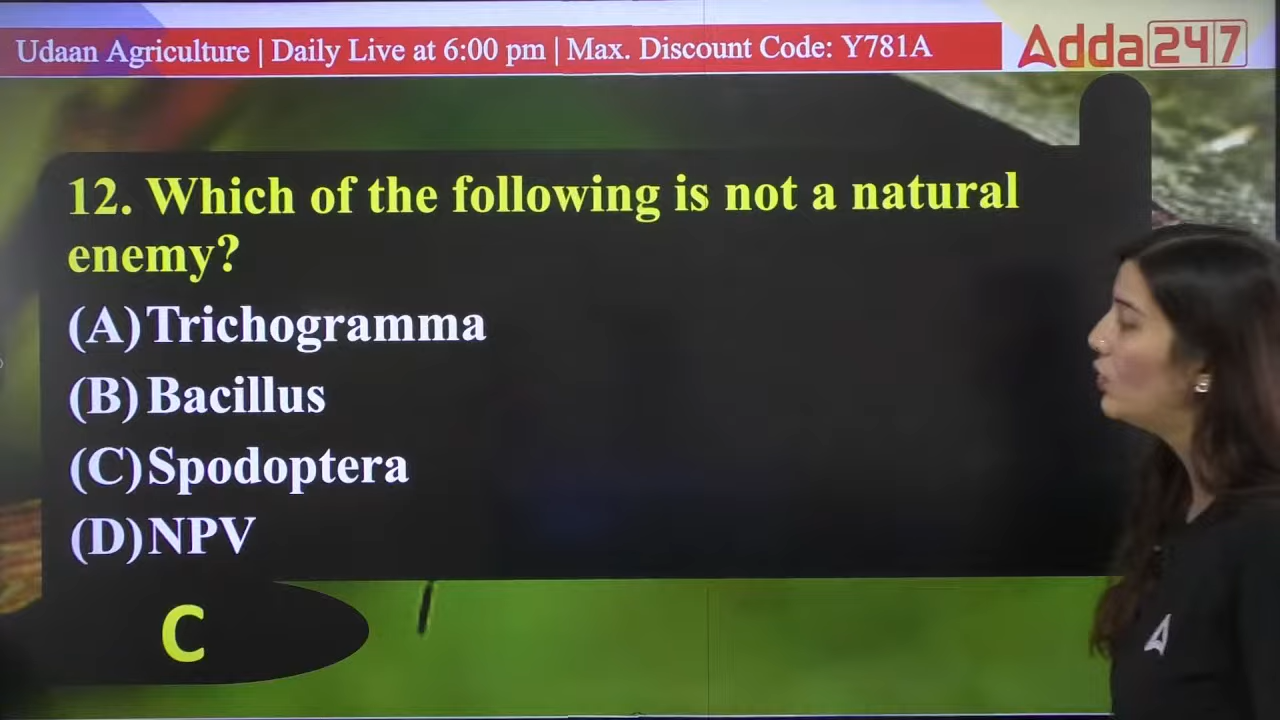 Udaan Agriculture | Daily Live at 6:00 pm | Max. Discount Code: Y781A
Adda247
12. Which of the following is not a natural
enemy?
(A) Trichogramma
(B) Bacillus
(C) Spodoptera
(D) NPV
C